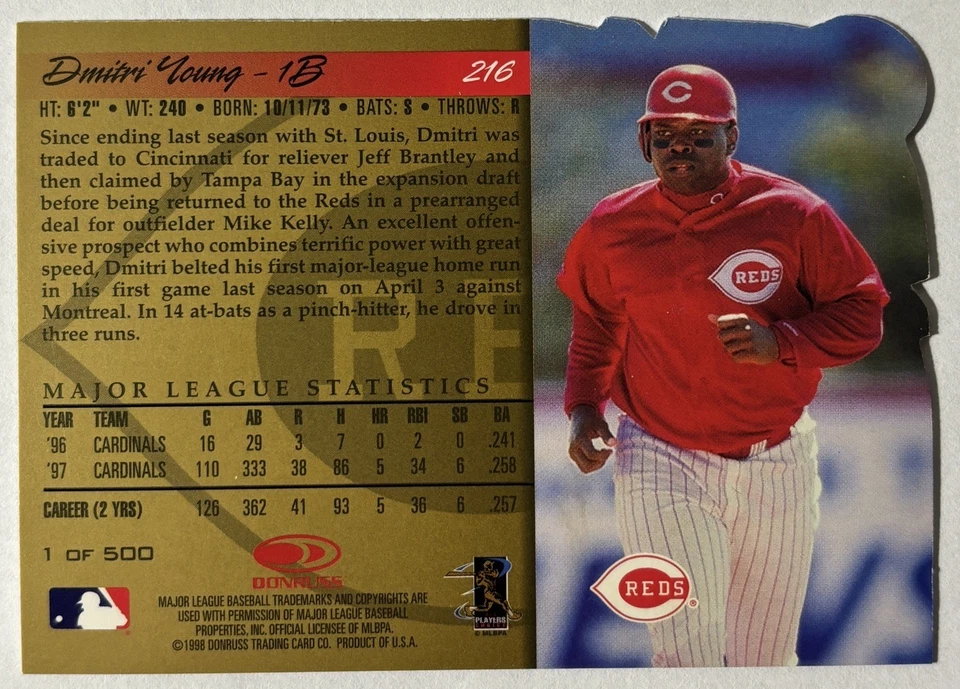 Dmitri Young - 1B 216
HT: 6'2" • WT: 240 • BORN: 10/11/73 • BATS: S • THROWS: R
Since ending last season with St. Louis, Dmitri was
traded to Cincinnati for reliever Jeff Brantley and
then claimed by Tampa Bay in the expansion draft
before being returned to the Reds in a prearranged
deal for outfielder Mike Kelly. An excellent offen-
sive prospect who combines terrific power with great
speed, Dmitri belted his first major-league home run
in his first game last season on April 3 against
Montreal. In 14 at-bats as a pinch-hitter, he drove in
three runs.
MAJOR LEAGUE STATISTICS
YEAR TEAM G AB R H HR RBI SB BA
'96 CARDINALS 16 29 3 7 0 2 0 .241
'97 CARDINALS 110 .333 38 86 5 34 6 .258
CAREER (2 YRS) 126 362 41 93 5 36 6 .257
1 OF 500
DONRUSS
MAJOR LEAGUE BASEBALL TRADEMARKS AND COPYRIGHTS ARE
USED WITH PERMISSION OF MAJOR LEAGUE BASEBALL
PROPERTIES, INC. OFFICIAL LICENSEE OF MLBPA.
©1998 DONRUSS TRADING CARD CO. PRODUCT OF U.S.A.
PLAYERS
CHOICE
© MLBPA
C
C
REDS
REDS
®